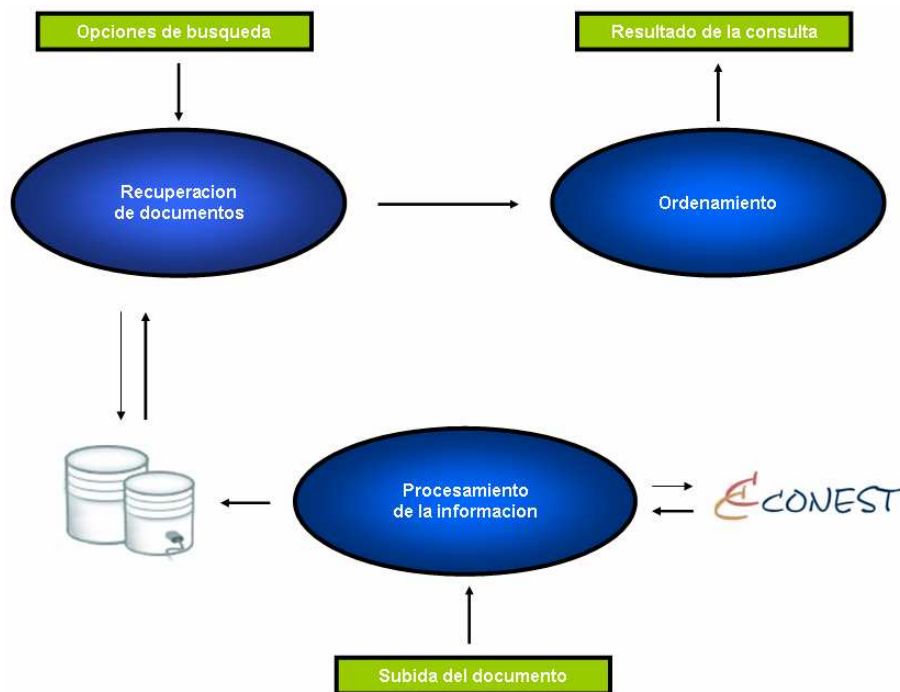 Opciones de busqueda
Resultado de la consulta
Recuperacion
de documentos
Ordenamiento
Procesamiento
de la informacion
CONEST
Subida del documento